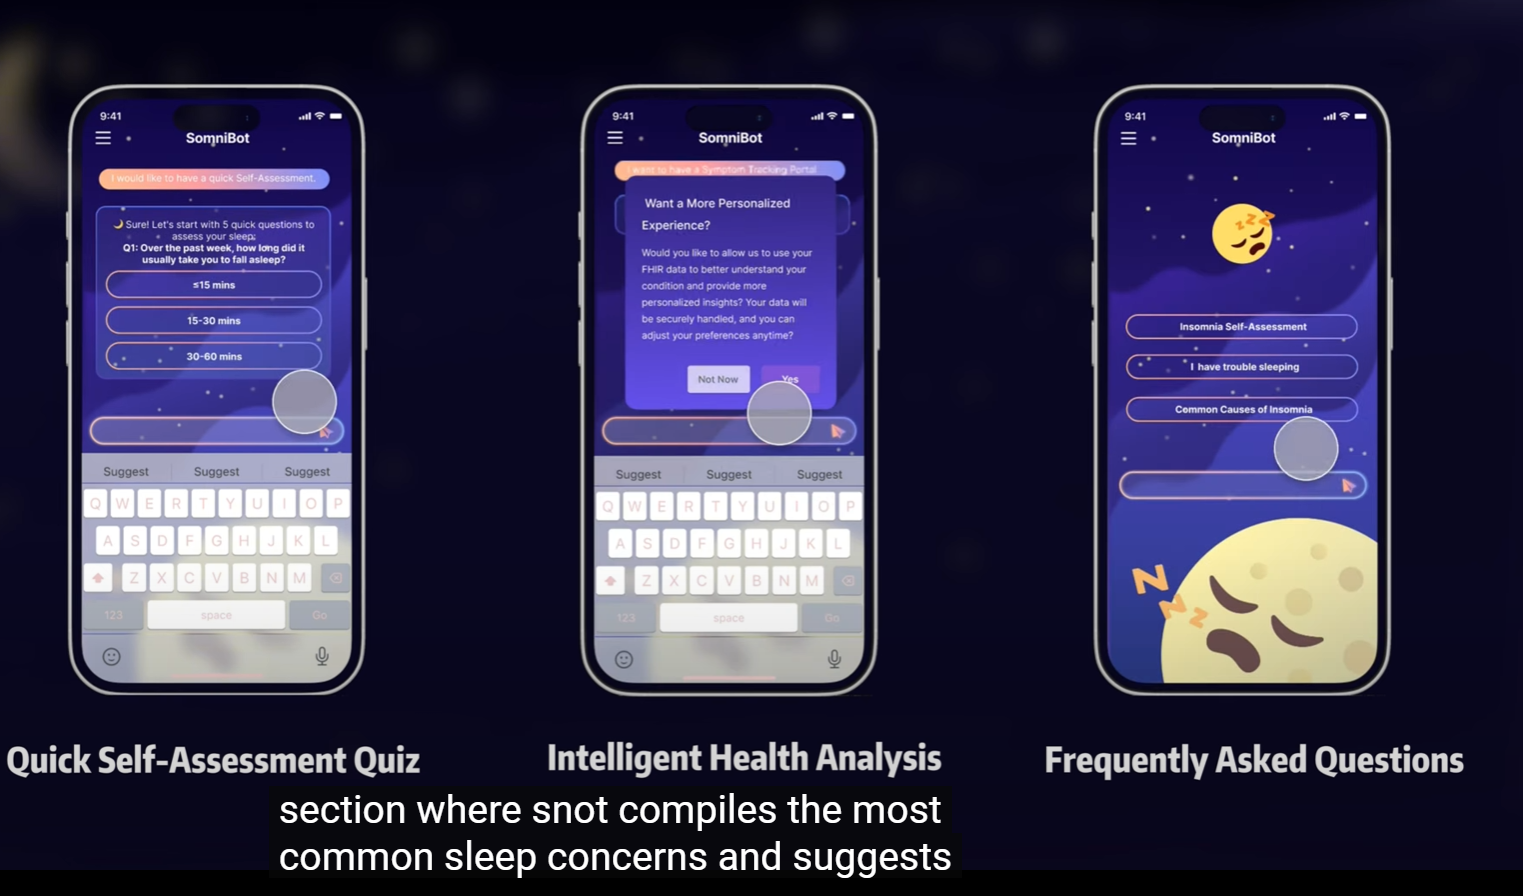 9:41
SomniBot
I would like to have a quick Self-Assessment.
🌙 Sure! Let's start with 5 quick questions to
assess your sleep:
Q1: Over the past week, how long did it
usually take you to fall asleep?
≤15 mins
15-30 mins
30-60 mins
Suggest Suggest Suggest
Q W E R T Y U I O P
A S D F G H J K L
Z X C V B N M
123 space Go
9:41
SomniBot
I want to have a Symptom Tracking Portal
Want a More Personalized
Experience?
Would you like to allow us to use your
FHIR data to better understand your
condition and provide more
personalized insights? Your data will
be securely handled, and you can
adjust your preferences anytime?
Not Now Yes
Suggest Suggest Suggest
Q W E R T Y U I O P
A S D F G H J K L
Z X C V B N M
123 space Go
9:41
SomniBot
z z z
Insomnia Self-Assessment
I have trouble sleeping
Common Causes of Insomnia
Z
Z
Z
Quick Self-Assessment Quiz
Intelligent Health Analysis
Frequently Asked Questions
section where snot compiles the most
common sleep concerns and suggests